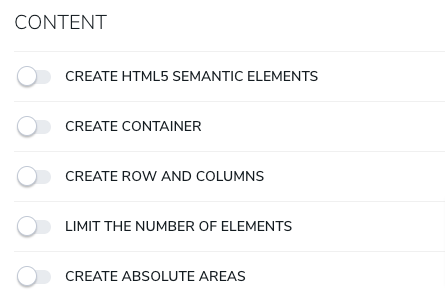 CONTENT
CREATE HTML5 SEMANTIC ELEMENTS
CREATE CONTAINER
CREATE ROW AND COLUMNS
LIMIT THE NUMBER OF ELEMENTS
CREATE ABSOLUTE AREAS